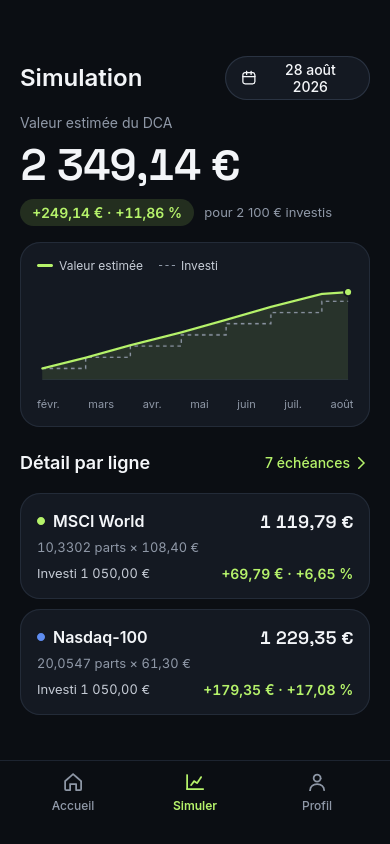 Simulation
28 août
2026
Valeur estimée du DCA
2 349,14 €
+249,14 € · +11,86 % pour 2 100 € investis
Valeur estimée Investi
févr. mars avr. mai juin juil. août
Détail par ligne 7 échéances
MSCI World 1 119,79 €
10,3302 parts × 108,40 €
Investi 1 050,00 € +69,79 € · +6,65 %
Nasdaq-100 1 229,35 €
20,0547 parts × 61,30 €
Investi 1 050,00 € +179,35 € · +17,08 %
Accueil Simuler Profil